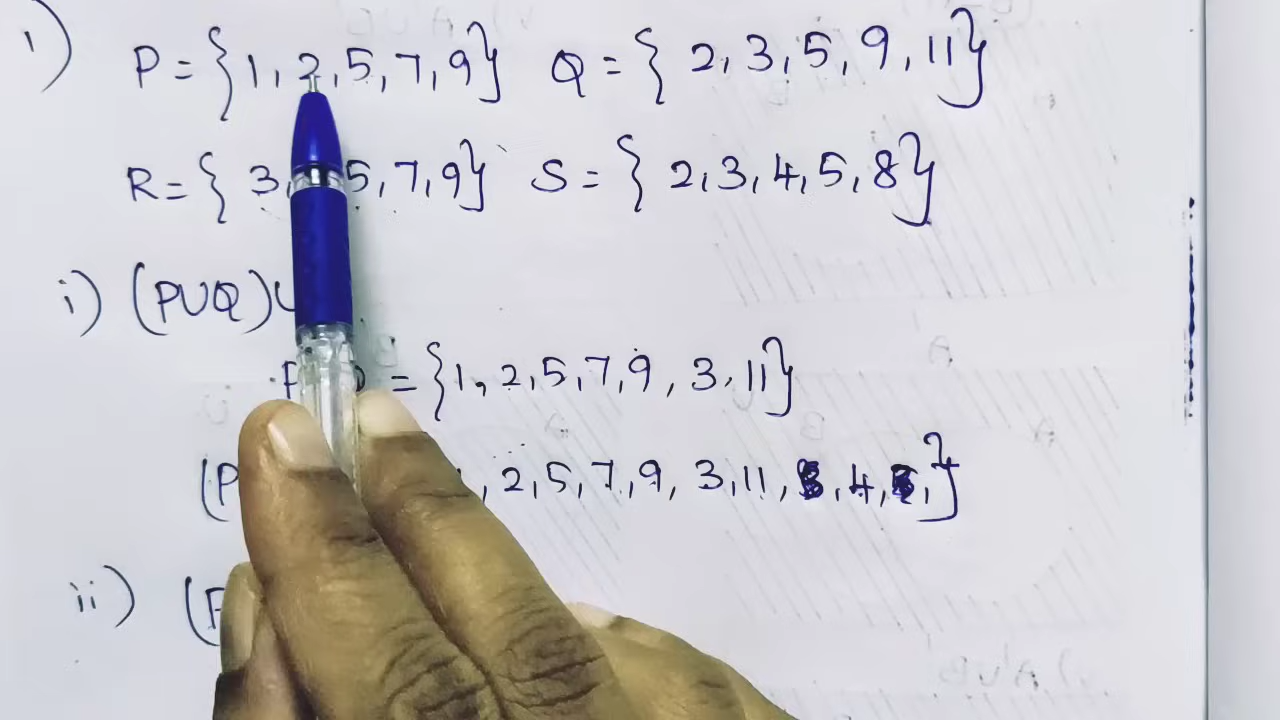 1) P = {1, 2, 5, 7, 9} Q = { 2, 3, 5, 9, 11}
R = { 3, 5, 7, 9} S = { 2, 3, 4, 5, 8}
i) (PUQ)U
= {1, 2, 5, 7, 9, 3, 11}
(P , 2, 5, 7, 9, 3, 11, , 4, , }
ii) (P